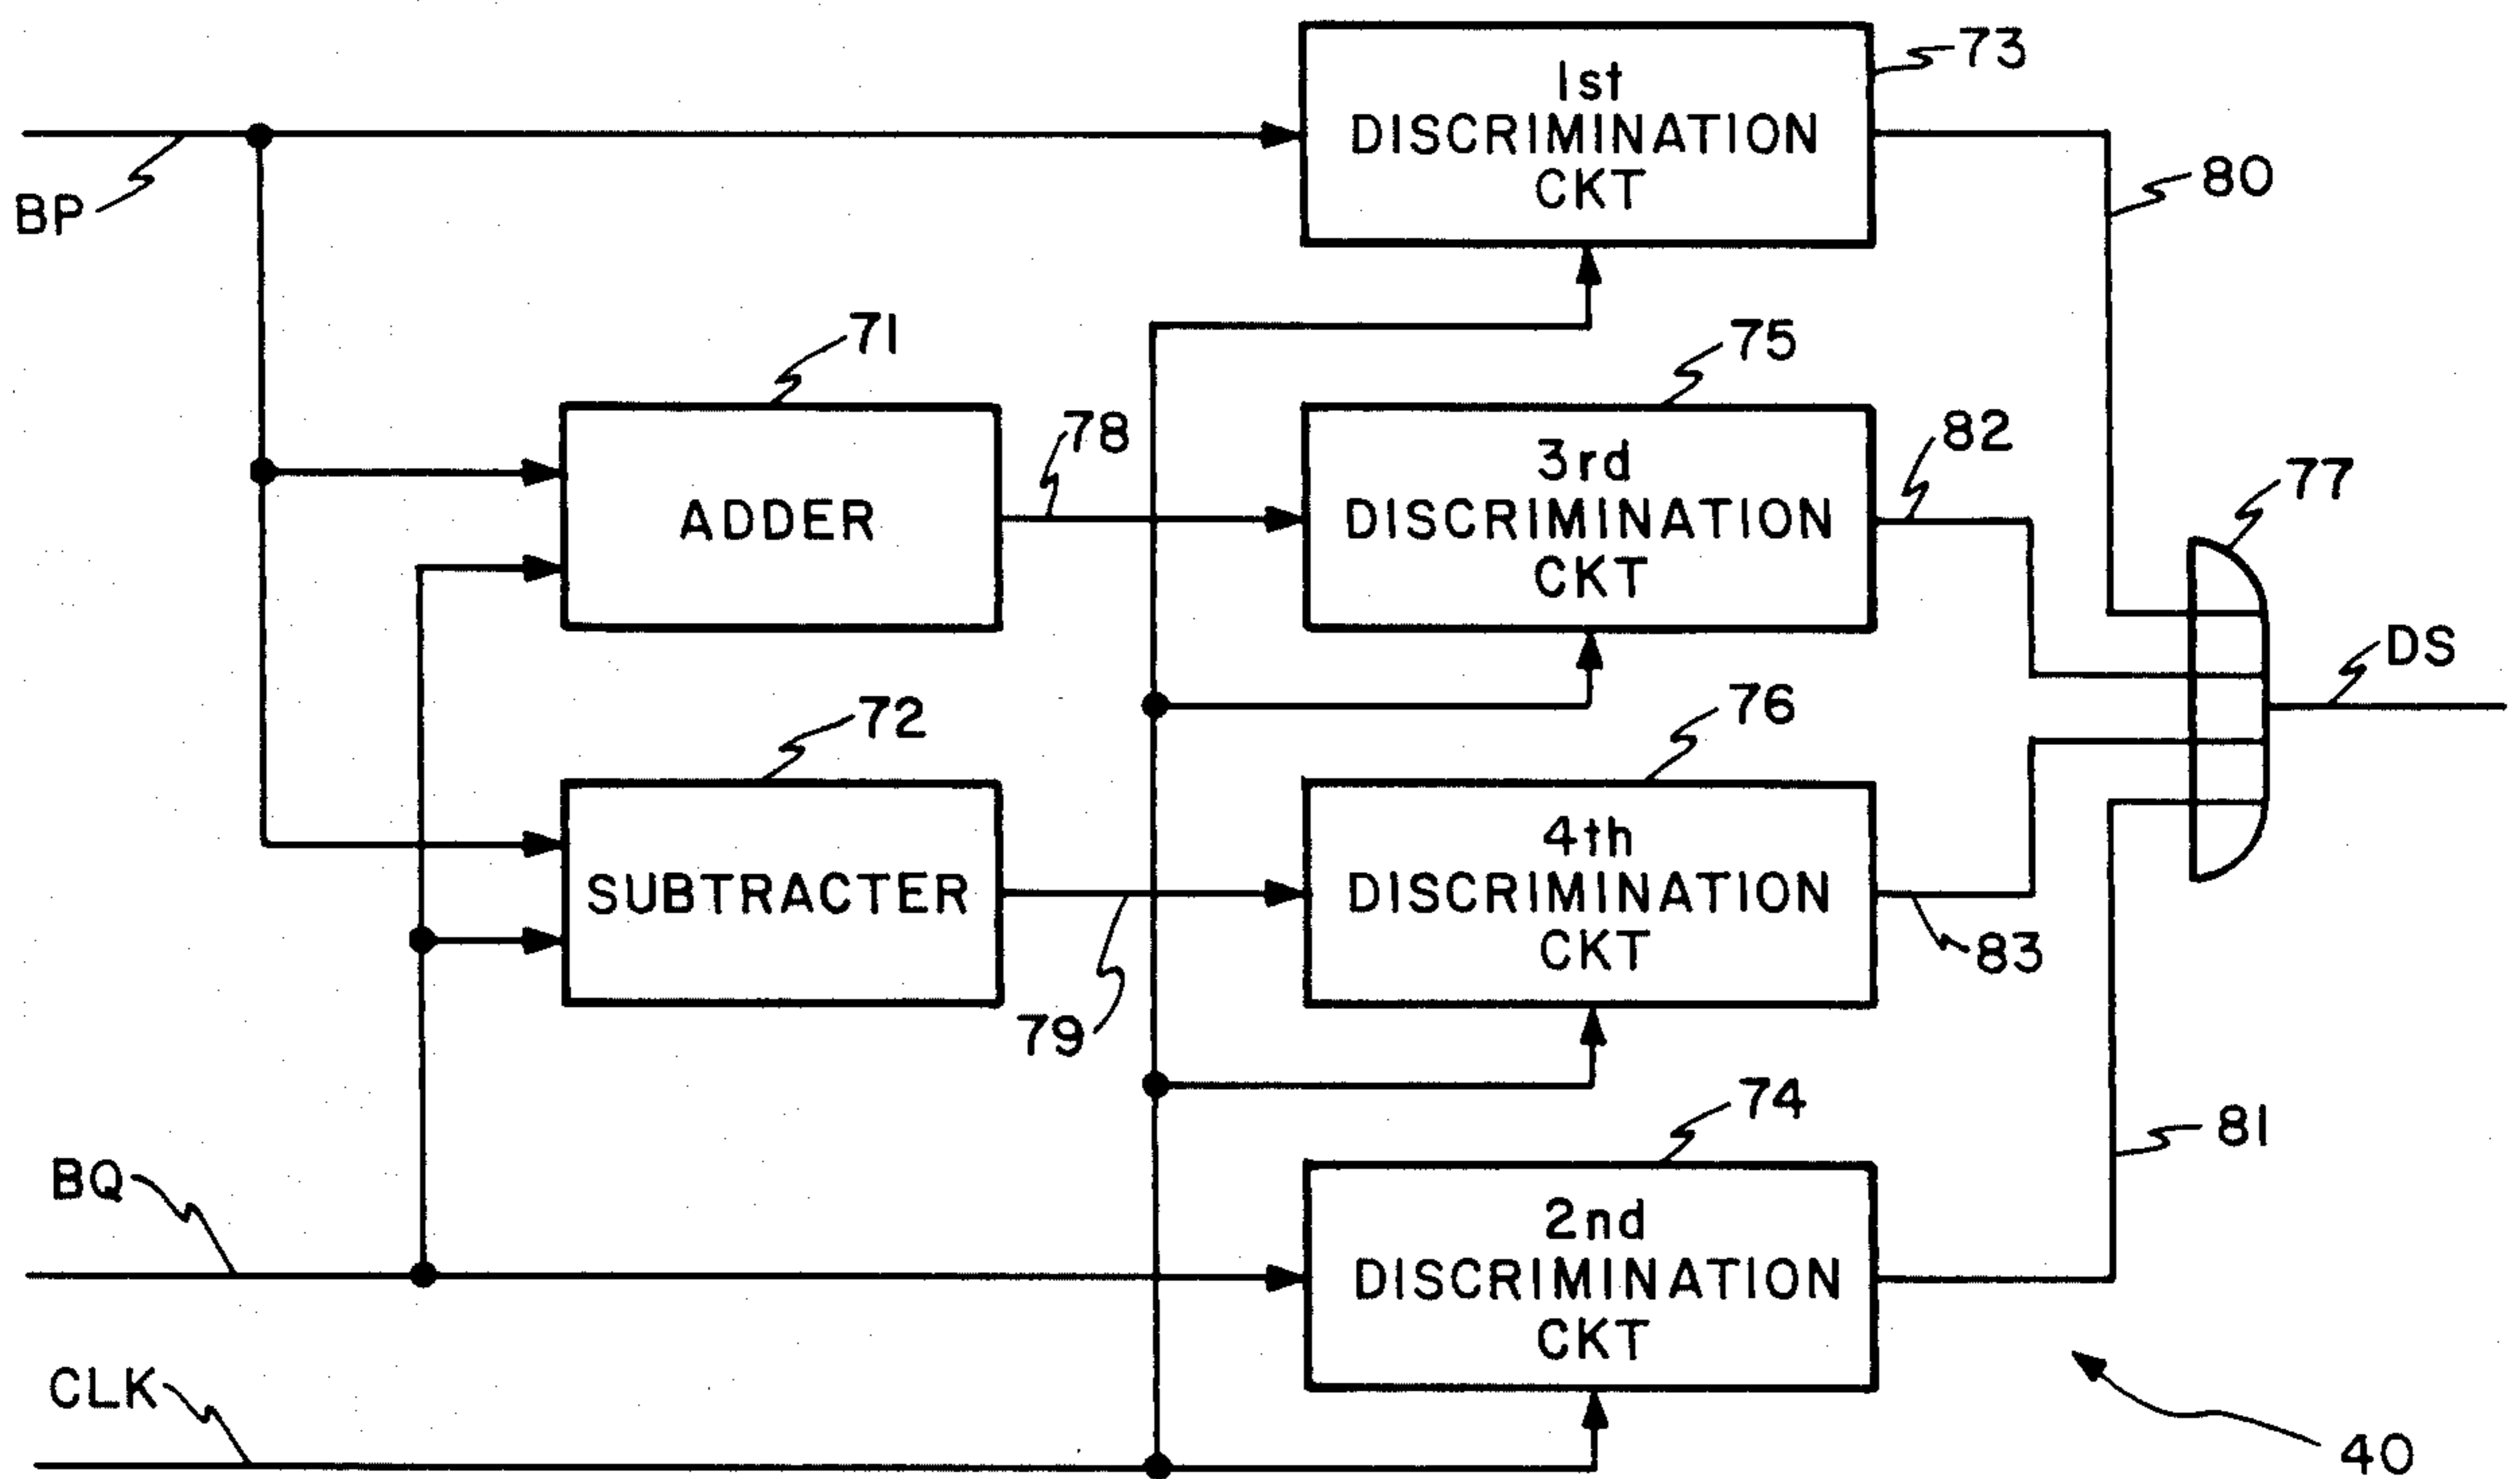 1st
DISCRIMINATION
CKT
73
BP
80
71
75
78
ADDER
3rd
DISCRIMINATION
CKT
82
77
DS
72
76
SUBTRACTER
4th
DISCRIMINATION
CKT
79
83
74
BQ
2nd
DISCRIMINATION
CKT
81
CLK
40